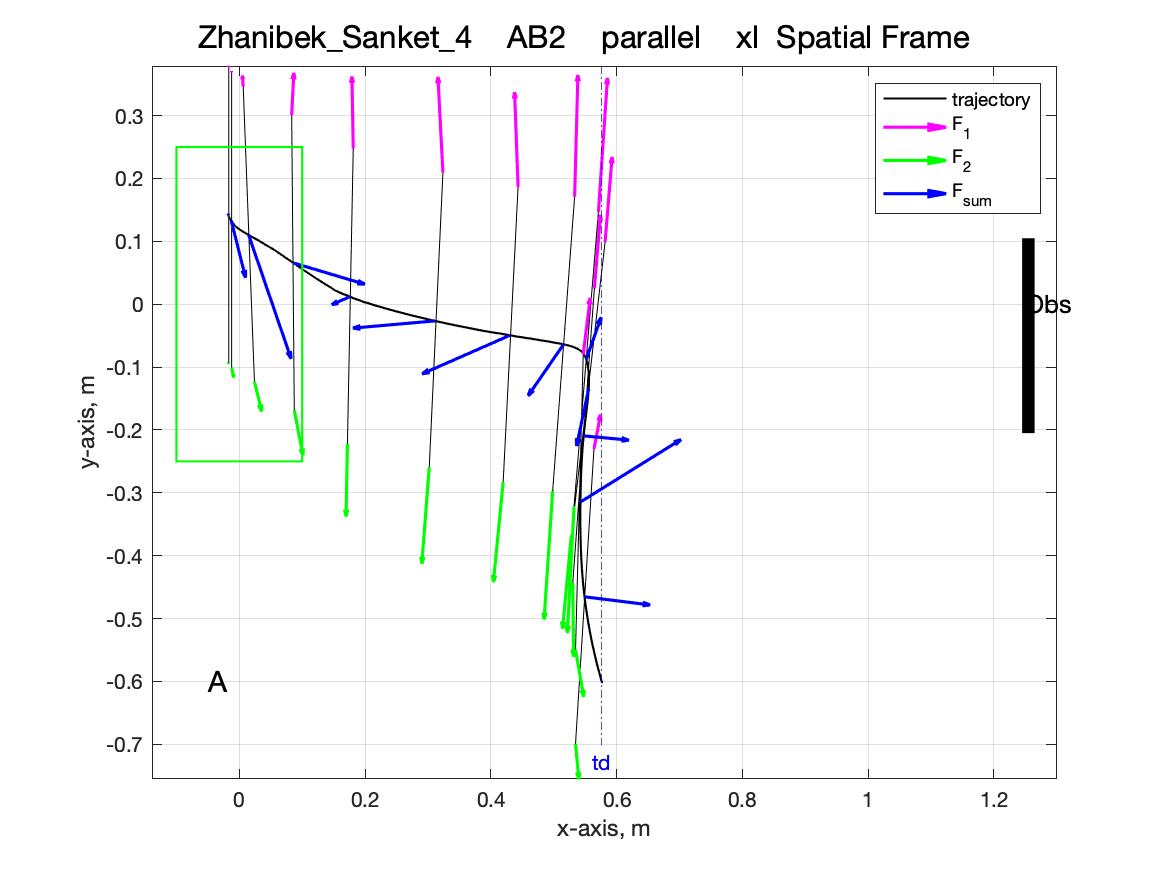 Zhanibek_Sanket_4 AB2 parallel xl Spatial Frame
trajectory
F1
F2
Fsum
0.3
0.2
0.1
0
-0.1
-0.2
-0.3
-0.4
-0.5
-0.6
-0.7
y-axis, m
Obs
A
td
0 0.2 0.4 0.6 0.8 1 1.2
x-axis, m